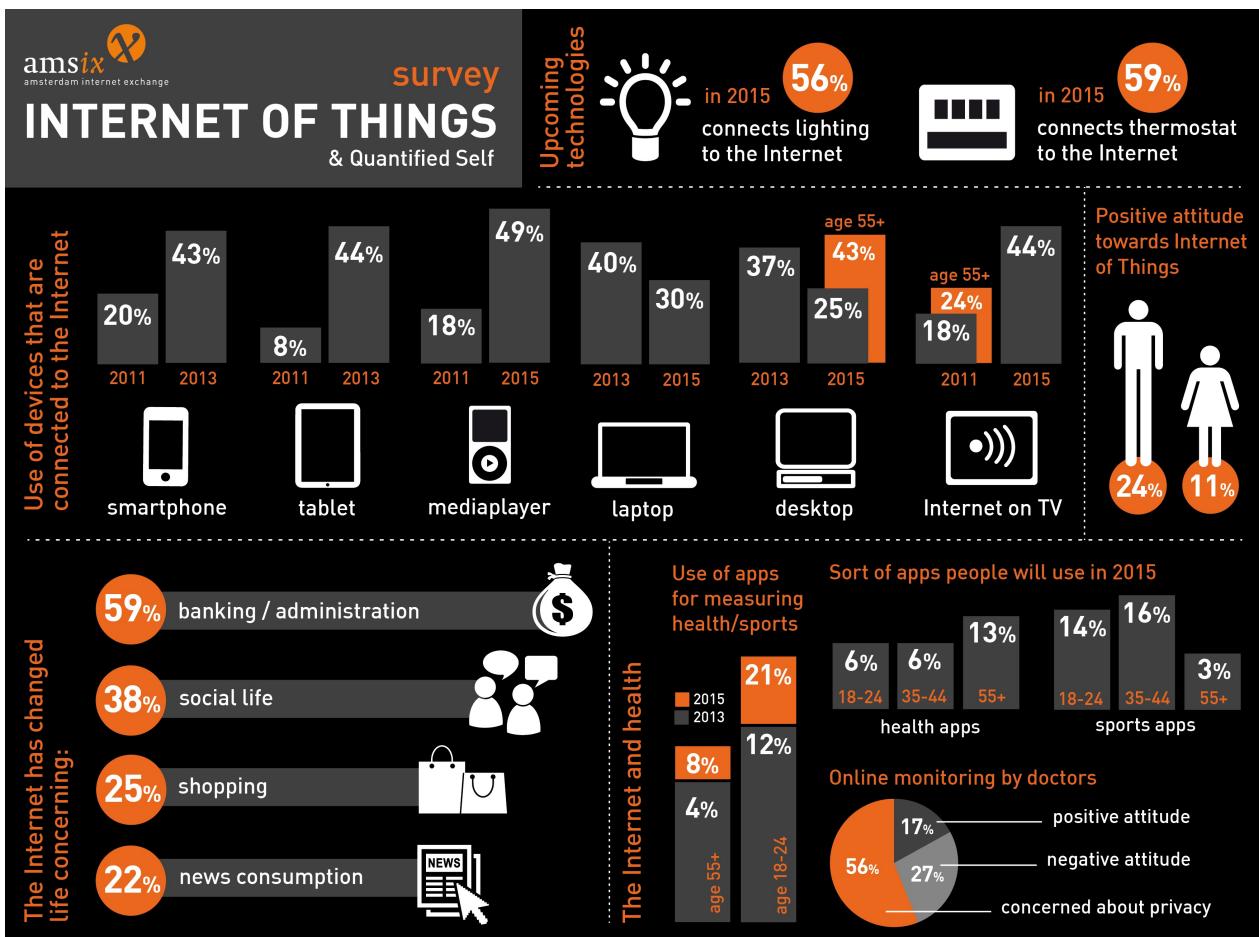 amsix
amsterdam internet exchange
survey
INTERNET OF THINGS
& Quantified Self
Upcoming
technologies
in 2015
56%
connects lighting
to the Internet
in 2015
59%
connects thermostat
to the Internet
Use of devices that are
connected to the Internet
20%
43%
2011
2013
smartphone
8%
44%
2011
2013
tablet
18%
49%
2011
2015
mediaplayer
40%
30%
2013
2015
laptop
37%
age 55+
43%
25%
2013
2015
desktop
age 55+
24%
18%
44%
2011
2015
Internet on TV
Positive attitude
towards Internet
of Things
24%
11%
The Internet has changed
life concerning:
59%
banking / administration
$
38%
social life
25%
shopping
22%
news consumption
NEWS
The Internet and health
Use of apps
for measuring
health/sports
2015
2013
8%
4%
age 55+
21%
12%
age 18-24
Sort of apps people will use in 2015
6%
6%
13%
18-24
35-44
55+
health apps
14%
16%
3%
18-24
35-44
55+
sports apps
Online monitoring by doctors
17%
positive attitude
27%
negative attitude
56%
concerned about privacy